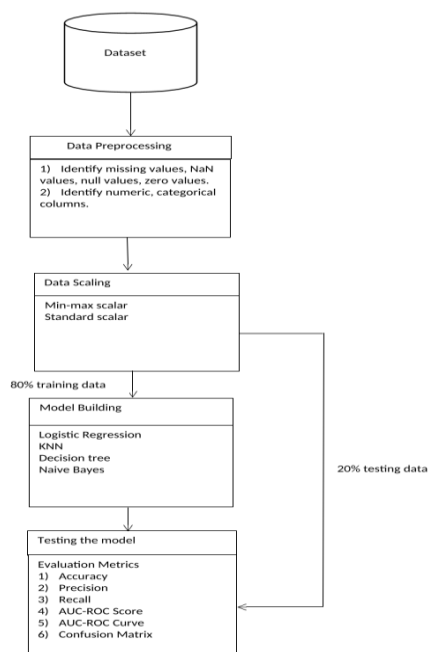 Dataset
Data Preprocessing
1) Identify missing values, NaN
values, null values, zero values.
2) Identify numeric, categorical
columns.
Data Scaling
Min-max scalar
Standard scalar
80% training data
Model Building
Logistic Regression
KNN
Decision tree
Naive Bayes
20% testing data
Testing the model
Evaluation Metrics
1) Accuracy
2) Precision
3) Recall
4) AUC-ROC Score
5) AUC-ROC Curve
6) Confusion Matrix